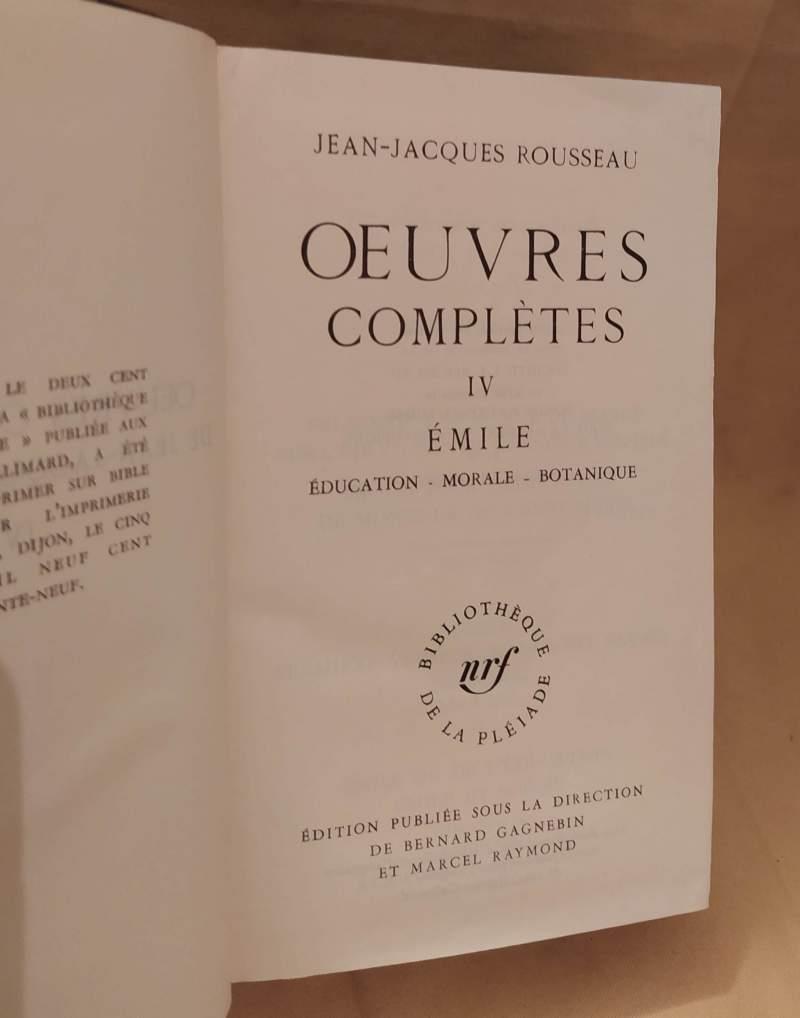 LE DEUX CENT
« BIBLIOTHÈQUE
» PUBLIÉE AUX
A ÉTÉ
SUR BIBLE
L'IMPRIMERIE
DIJON, LE CINQ
NEUF CENT
JEAN-JACQUES ROUSSEAU
OEUVRES
COMPLÈTES
IV
ÉMILE
ÉDUCATION - MORALE - BOTANIQUE
BIBLIOTHÈQUE
nrf
DE LA PLÉIADE
ÉDITION PUBLIÉE SOUS LA DIRECTION
DE BERNARD GAGNEBIN
ET MARCEL RAYMOND